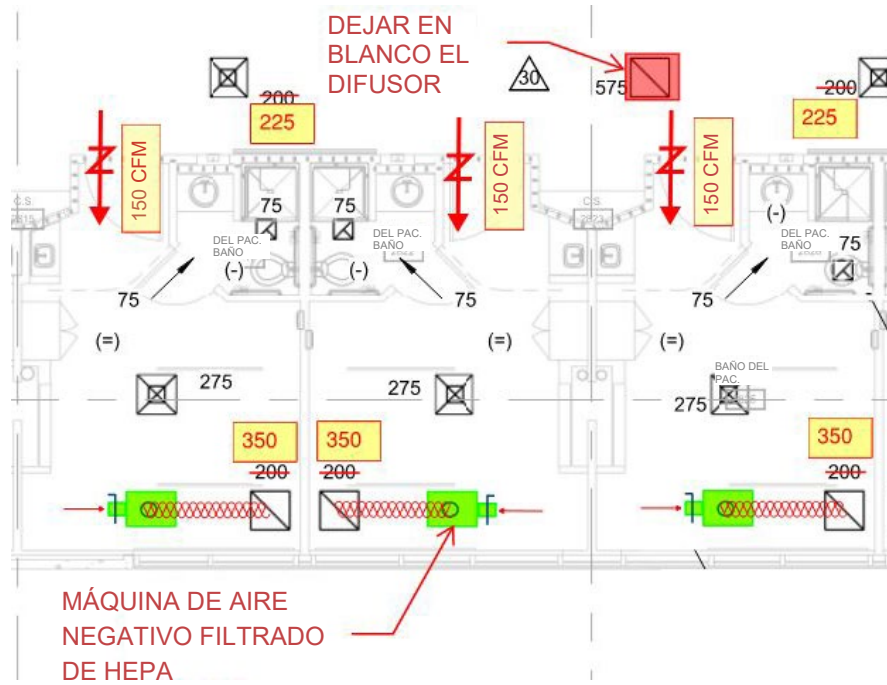 DEJAR EN
BLANCO EL
DIFUSOR
30
575
200
200
225
225
150 CFM
150 CFM
150 CFM
C.S.
C.S.
75
75
DEL PAC.
BAÑO
DEL PAC.
BAÑO
DEL PAC.
BAÑO
(-)
(-)
(-)
75
75
75
75
(=)
(=)
(=)
BAÑO DEL
PAC.
275
275
275
350
350
350
200
200
200
MÁQUINA DE AIRE
NEGATIVO FILTRADO
DE HEPA